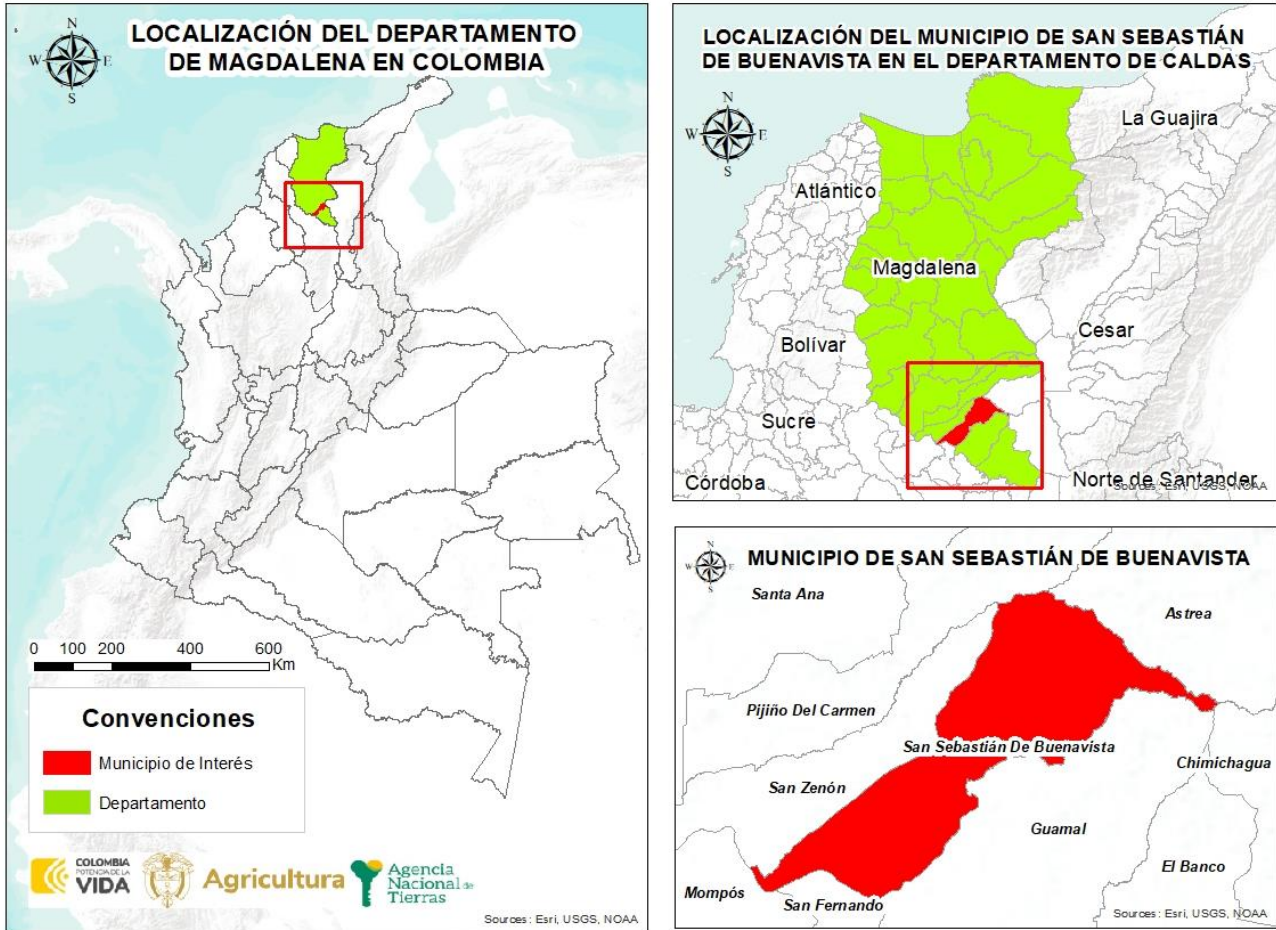 LOCALIZACIÓN DEL DEPARTAMENTO
DE MAGDALENA EN COLOMBIA
N
W
E
S
0 100 200 400 600
Km
Convenciones
Municipio de Interés
Departamento
COLOMBIA
POTENCIA DE LA
VIDA
Agricultura
Agencia
Nacional de
Tierras
Sources: Esri, USGS, NOAA
LOCALIZACIÓN DEL MUNICIPIO DE SAN SEBASTIÁN
DE BUENAVISTA EN EL DEPARTAMENTO DE CALDAS
N
W
E
S
La Guajira
Atlántico
Magdalena
Cesar
Bolívar
Sucre
Córdoba
Norte de Santander
Sources: Esri, USGS, NOAA
MUNICIPIO DE SAN SEBASTIÁN DE BUENAVISTA
N
W
E
S
Santa Ana
Astrea
Pijiño Del Carmen
San Sebastián De Buenavista
Chimichagua
San Zenón
Guamal
El Banco
Mompós
San Fernando
Sources: Esri, USGS, NOAA